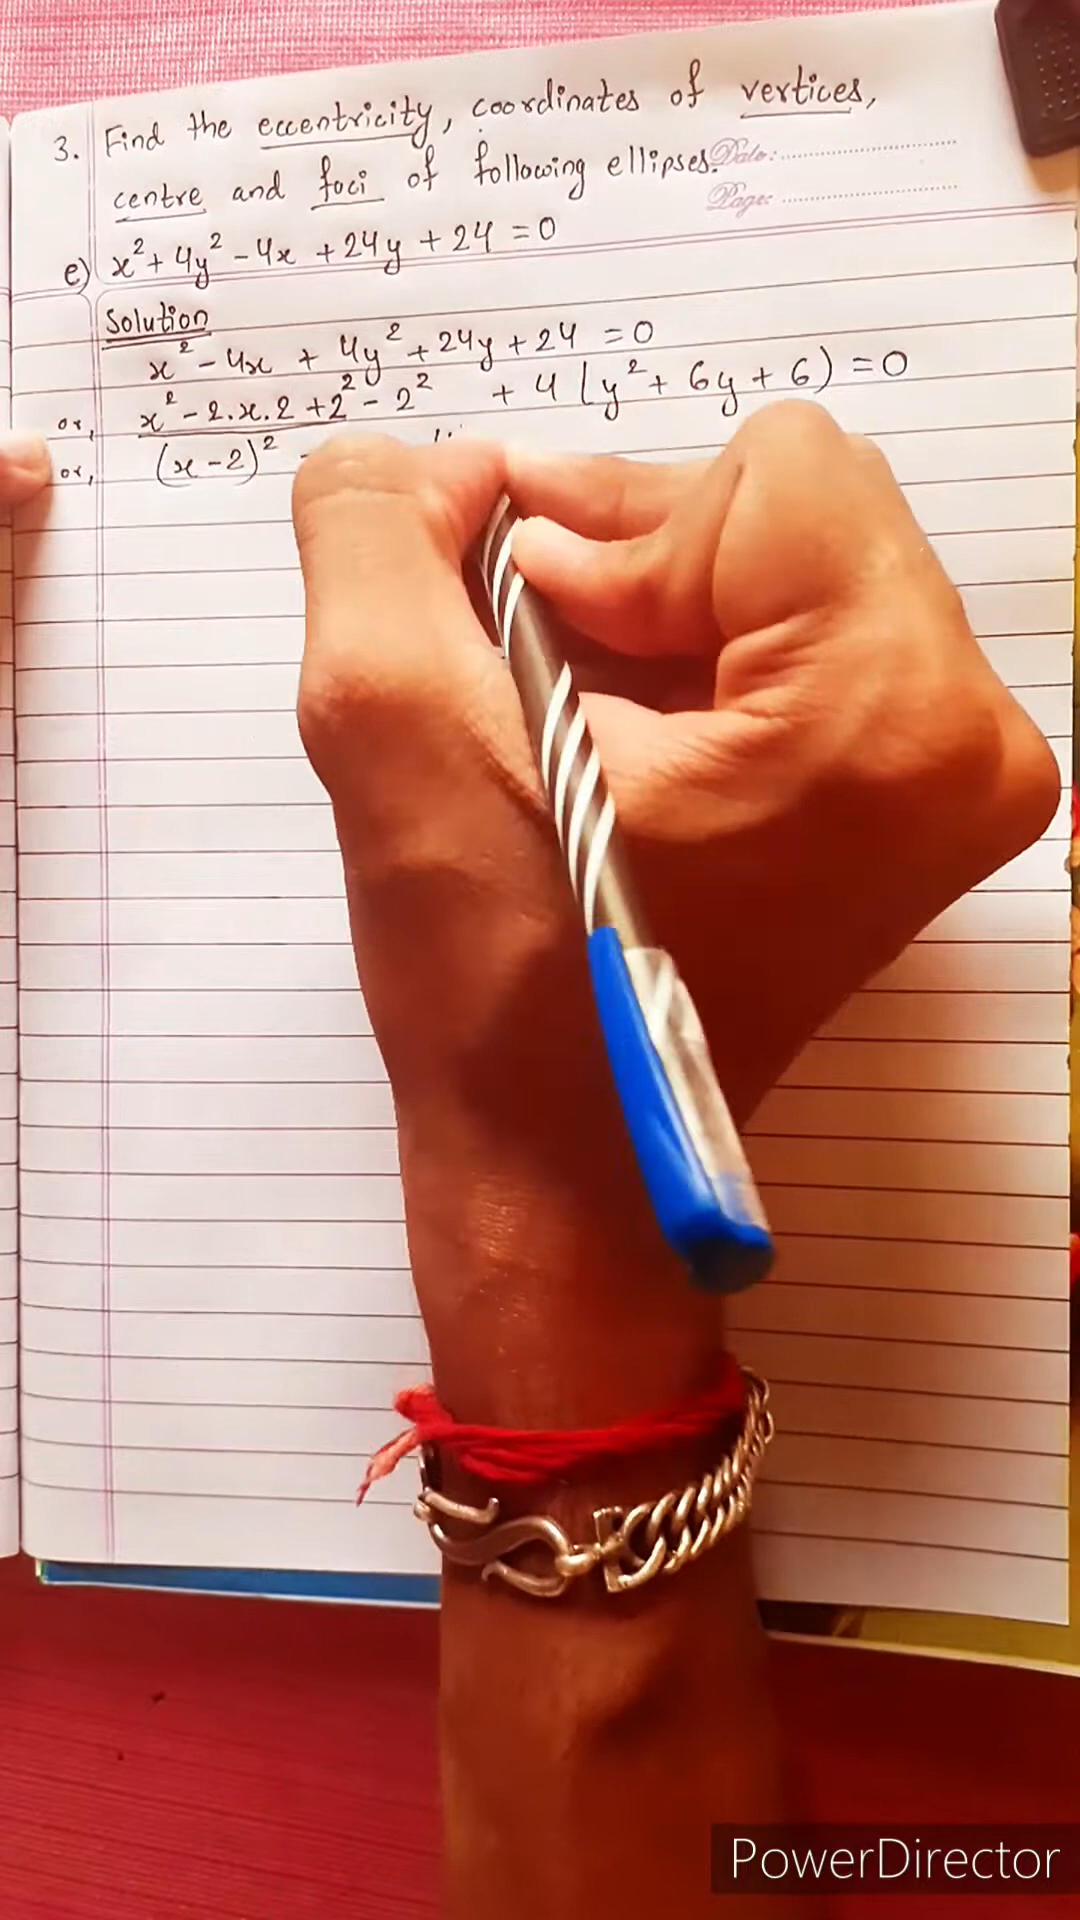 3. Find the eccentricity, coordinates of vertices,
centre and foci of following ellipses.
Date:
Page:
e) x² + 4y² - 4x + 24y + 24 = 0
Solution
x² - 4x + 4y² + 24y + 24 = 0
or, x² - 2.x.2 + 2² - 2² + 4 (y² + 6y + 6) = 0
or, (x - 2)² -
PowerDirector